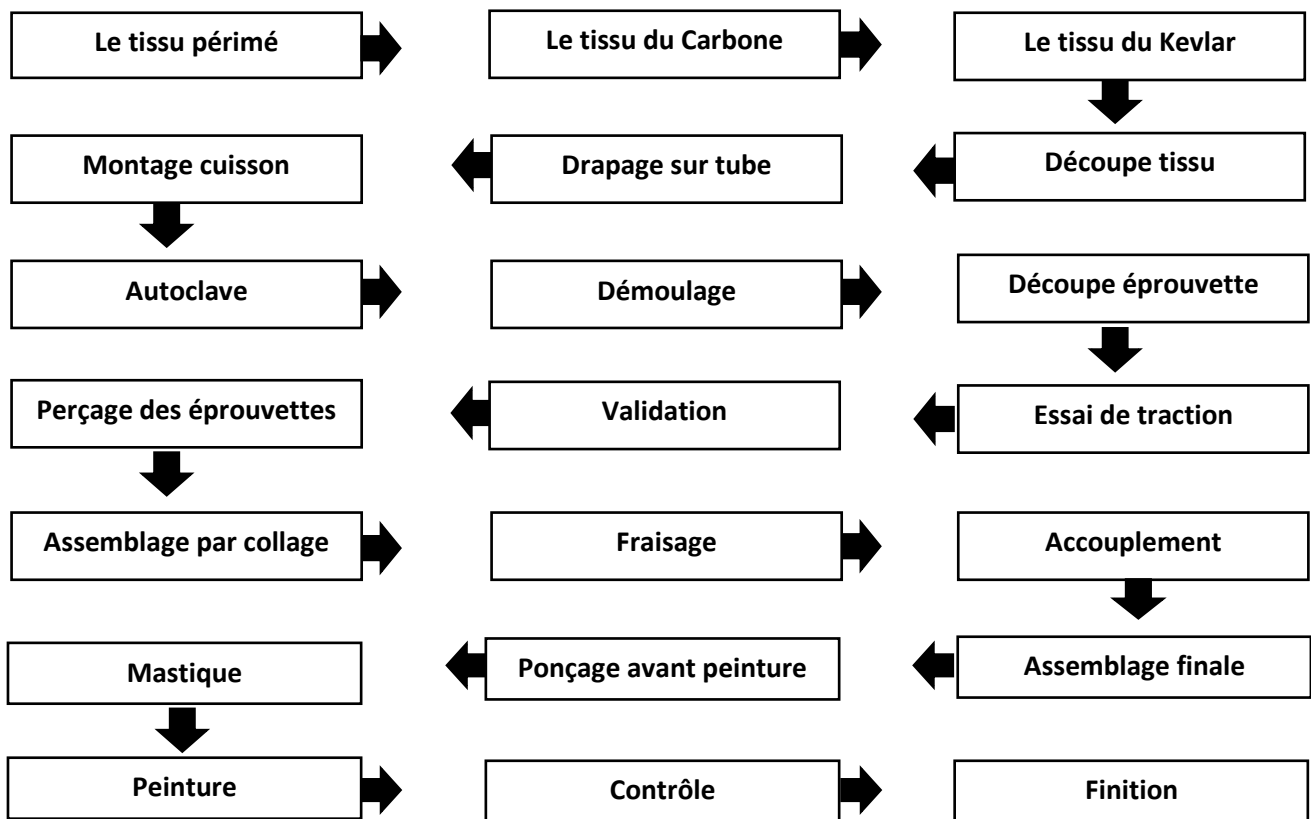 Le tissu périmé
Le tissu du Carbone
Le tissu du Kevlar
Découpe tissu
Drapage sur tube
Montage cuisson
Autoclave
Démoulage
Découpe éprouvette
Essai de traction
Validation
Perçage des éprouvettes
Assemblage par collage
Fraisage
Accouplement
Assemblage finale
Ponçage avant peinture
Mastique
Peinture
Contrôle
Finition